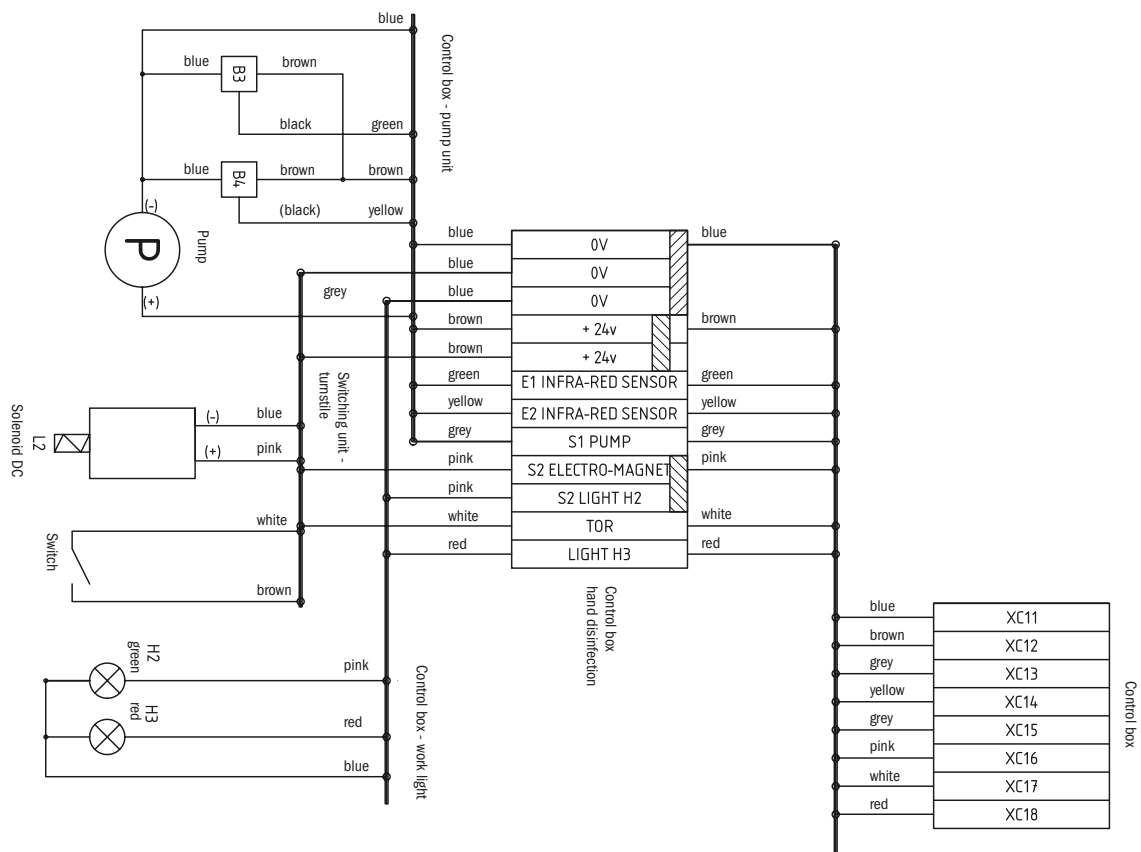 blue
Control box - pump unit
blue
B3
brown
black
green
blue
B4
brown
brown
(black)
yellow
(-)
P
Pump
(+)
grey
blue
0V
blue
blue
0V
blue
0V
brown
+ 24v
brown
brown
+ 24v
green
E1 INFRA-RED SENSOR
green
yellow
E2 INFRA-RED SENSOR
yellow
grey
S1 PUMP
grey
pink
S2 ELECTRO-MAGNET
pink
pink
S2 LIGHT H2
white
TOR
white
red
LIGHT H3
red
Control box
hand disinfection
Switching unit -
turnstile
Solenoid DC
L2
(-)
blue
(+)
pink
white
Switch
brown
H2
green
pink
H3
red
red
blue
Control box - work light
blue
XC11
brown
XC12
grey
XC13
yellow
XC14
grey
XC15
pink
XC16
white
XC17
red
XC18
Control box